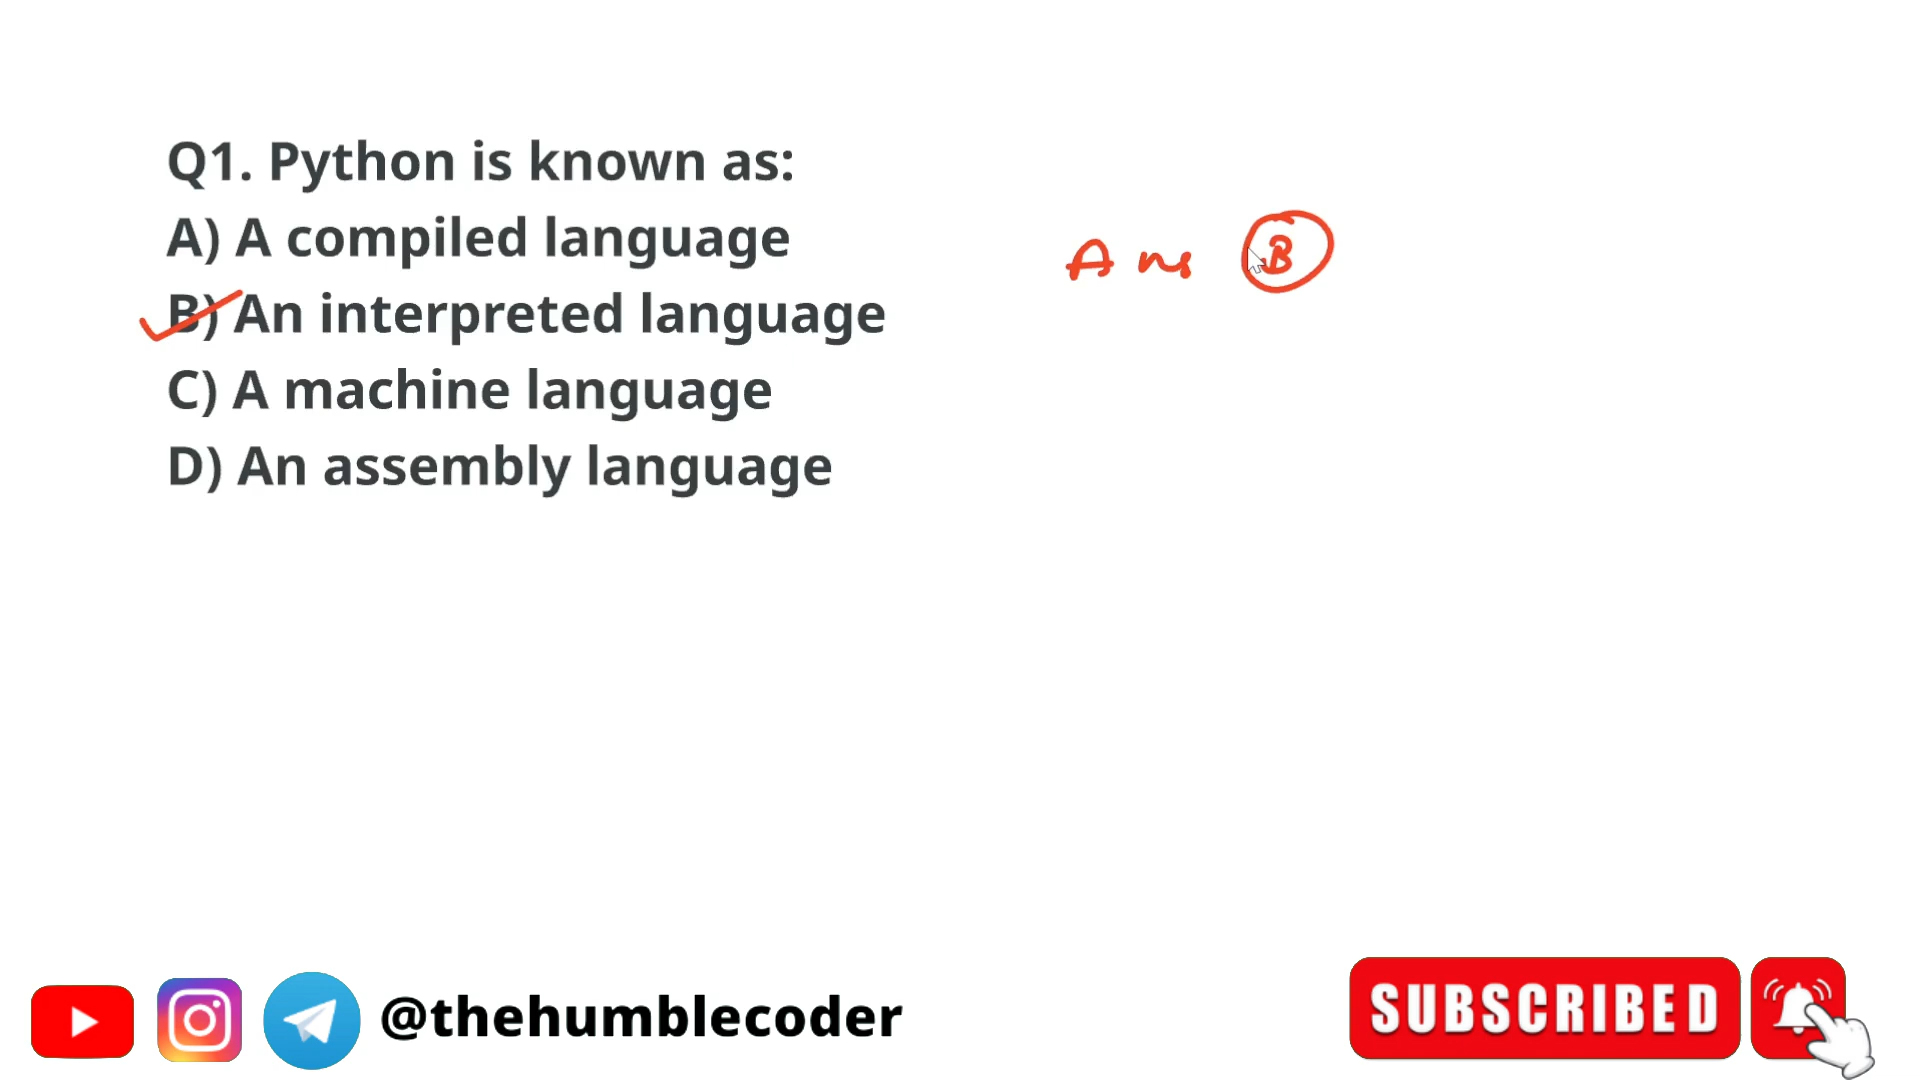 Q1. Python is known as:
A) A compiled language
B) An interpreted language
C) A machine language
D) An assembly language
Ans B
@thehumblecoder
SUBSCRIBED